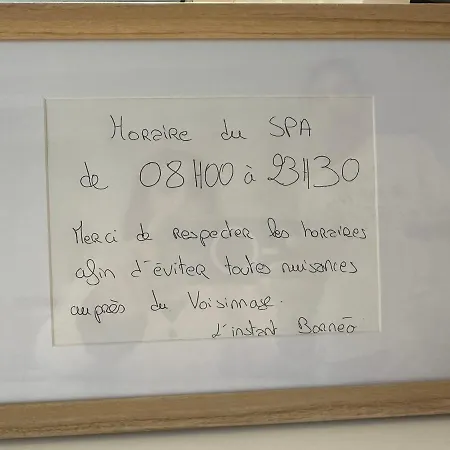 Horaire du SPA
de 08H00 à 23H30
Merci de respecter les horaires
afin d'éviter toutes nuisances
auprès du Voisinnage.
L'instant Bornéo